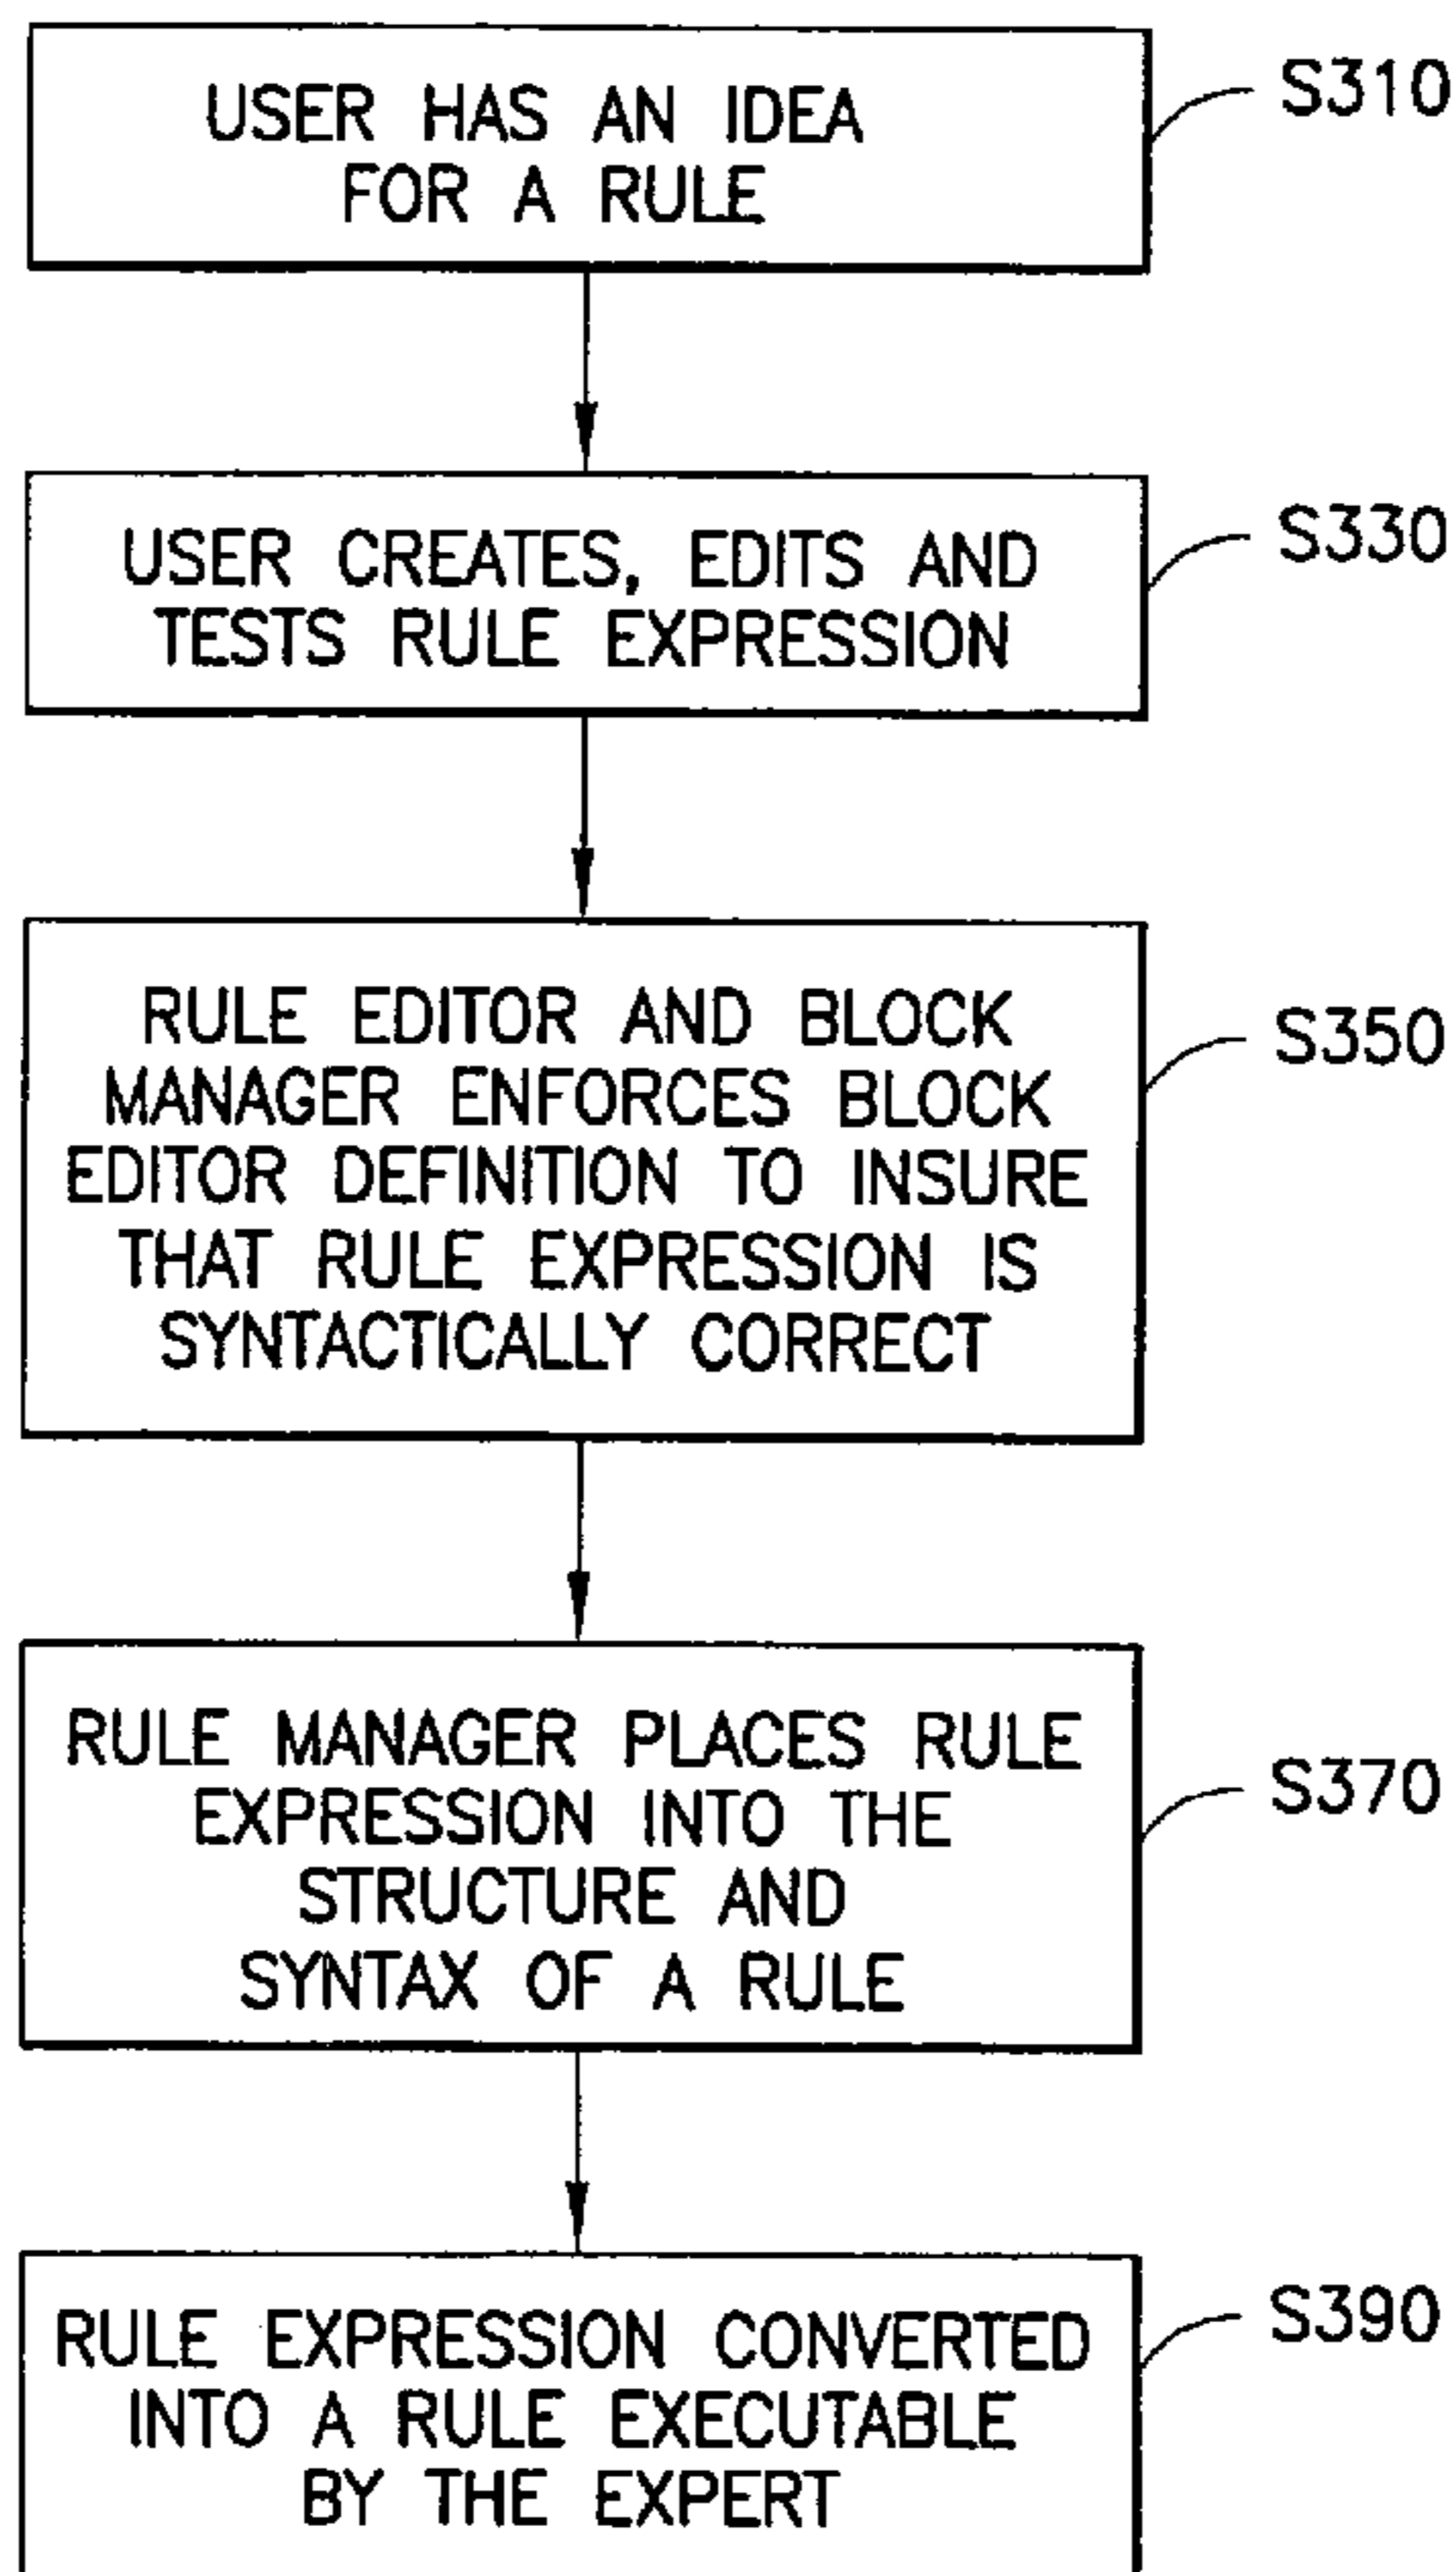 USER HAS AN IDEA
FOR A RULE
S310
USER CREATES, EDITS AND
TESTS RULE EXPRESSION
S330
RULE EDITOR AND BLOCK
MANAGER ENFORCES BLOCK
EDITOR DEFINITION TO INSURE
THAT RULE EXPRESSION IS
SYNTACTICALLY CORRECT
S350
RULE MANAGER PLACES RULE
EXPRESSION INTO THE
STRUCTURE AND
SYNTAX OF A RULE
S370
RULE EXPRESSION CONVERTED
INTO A RULE EXECUTABLE
BY THE EXPERT
S390